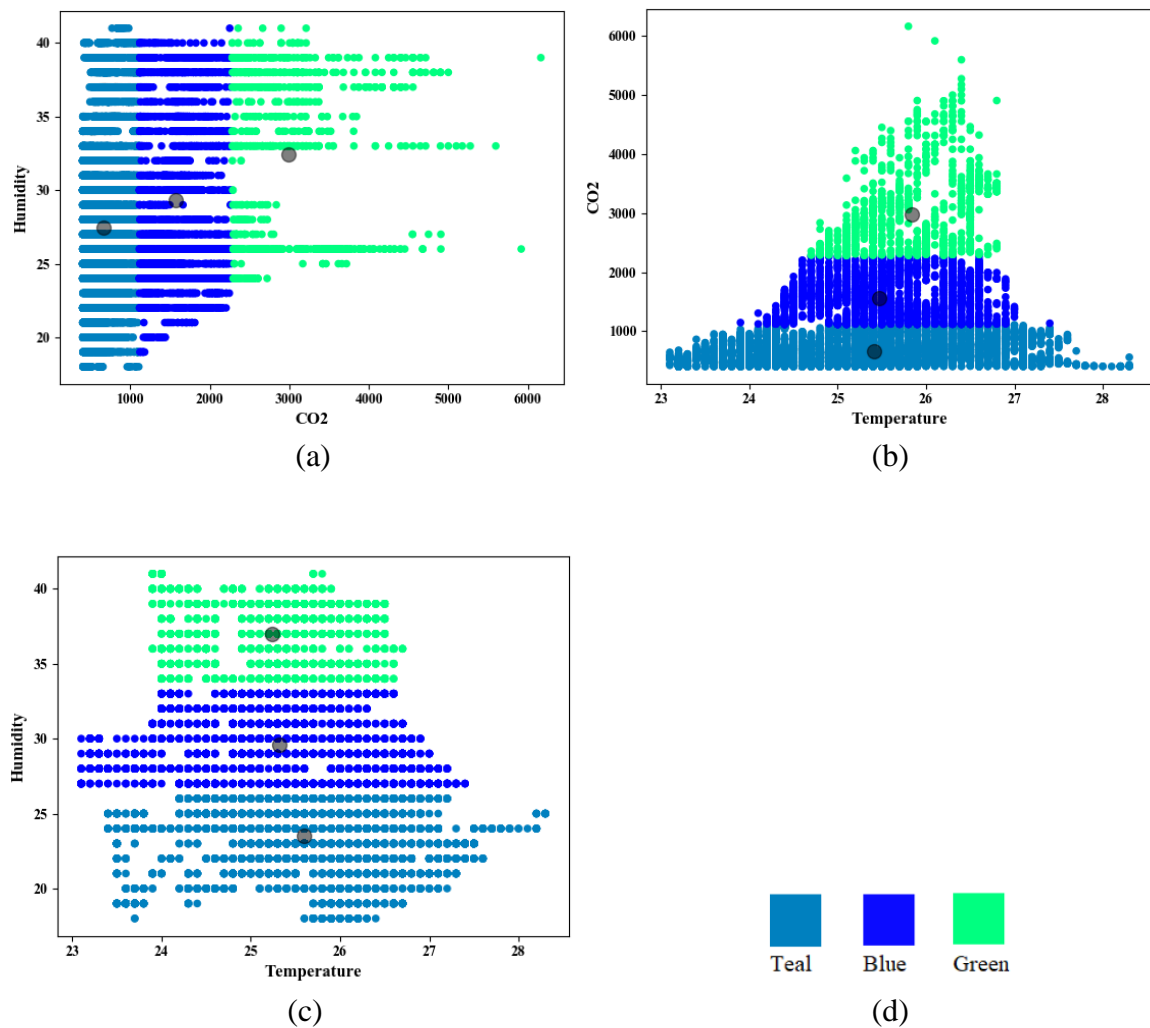 40
35
30
25
20
Humidity
1000 2000 3000 4000 5000 6000
CO2
(a)
6000
5000
4000
3000
2000
1000
CO2
23 24 25 26 27 28
Temperature
(b)
40
35
30
25
20
Humidity
23 24 25 26 27 28
Temperature
(c)
Teal Blue Green
(d)